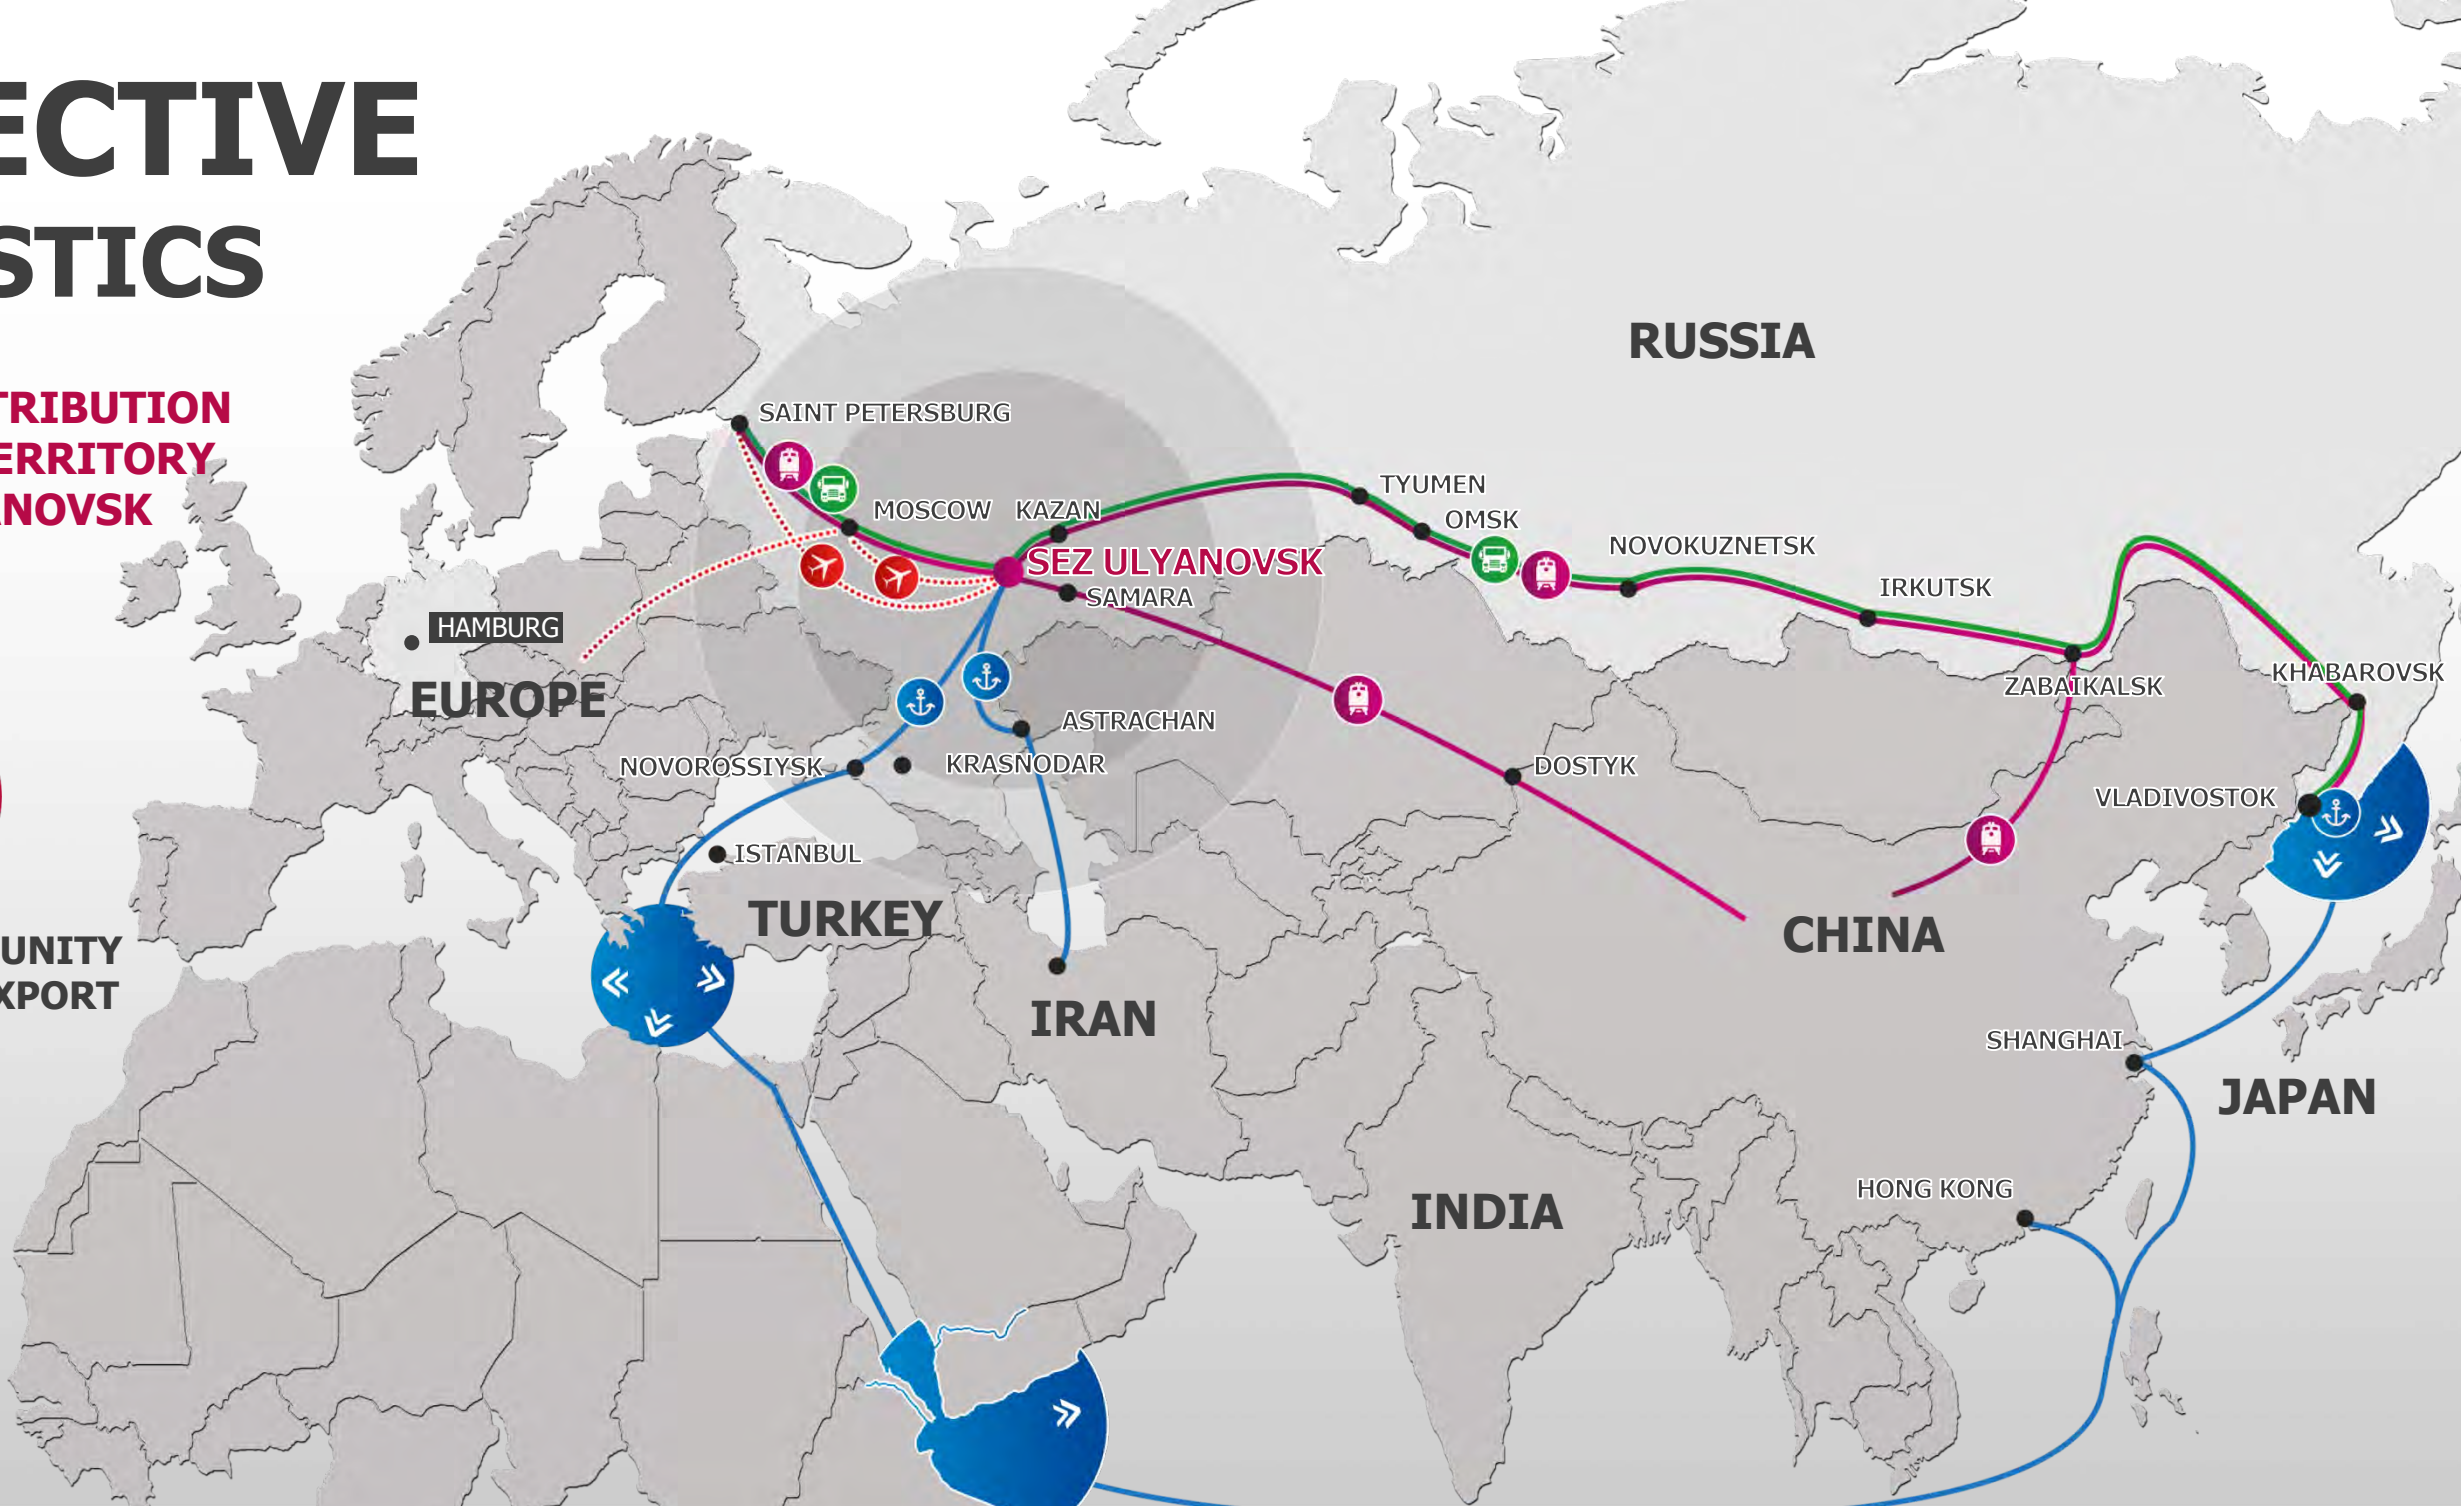 ECTIVE
STICS
TRIBUTION
ERRITORY
NOVSK
UNITY
XPORT
RUSSIA
SAINT PETERSBURG
MOSCOW
KAZAN
TYUMEN
OMSK
SEZ ULYANOVSK
NOVOKUZNETSK
SAMARA
IRKUTSK
HAMBURG
EUROPE
ZABAIKALSK
KHABAROVSK
ASTRACHAN
NOVOROSSIYSK
KRASNODAR
DOSTYK
VLADIVOSTOK
ISTANBUL
TURKEY
CHINA
IRAN
SHANGHAI
JAPAN
HONG KONG
INDIA